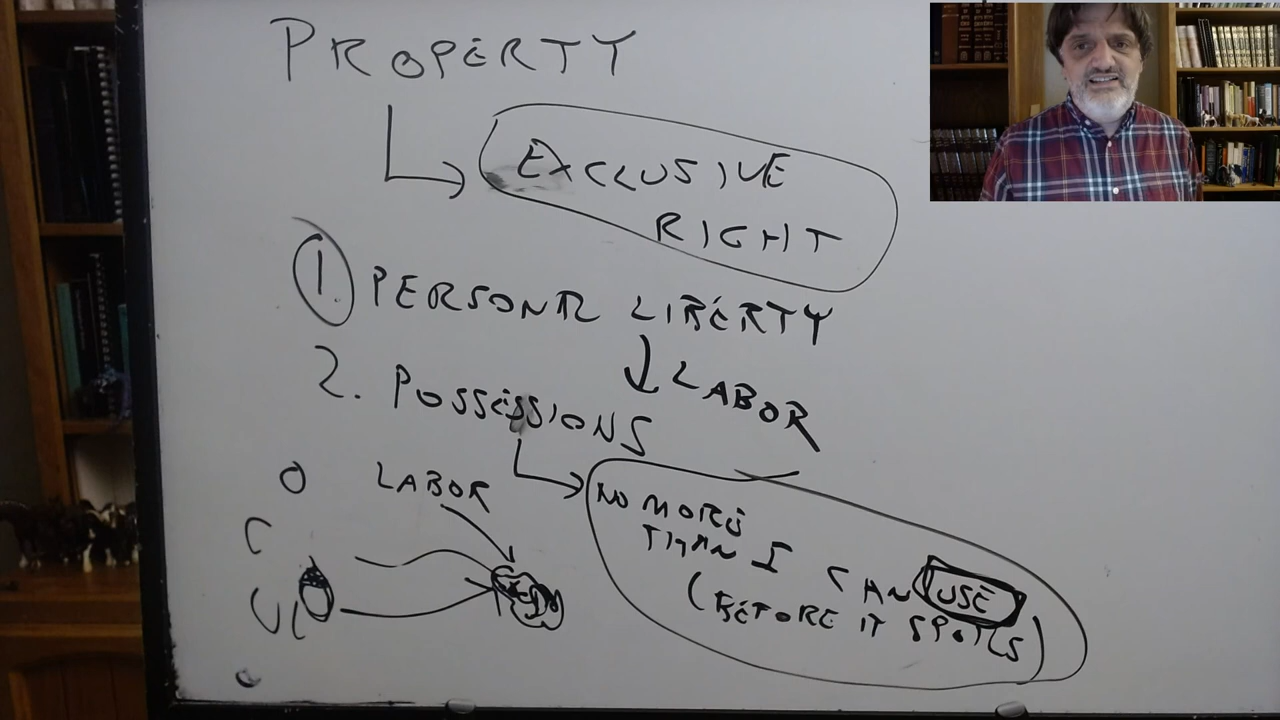 PROPERTY
EXCLUSIVE
RIGHT
1. PERSONAL LIBERTY
LABOR
2. POSSESSIONS
LABOR
NO MORE
THAN I CAN USE
(BEFORE IT SPOILS)